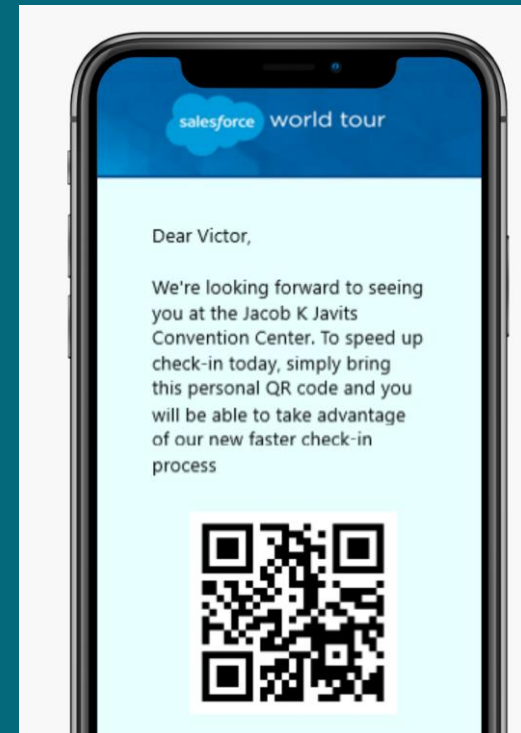 salesforce world tour
Dear Victor,
We're looking forward to seeing
you at the Jacob K Javits
Convention Center. To speed up
check-in today, simply bring
this personal QR code and you
will be able to take advantage
of our new faster check-in
process